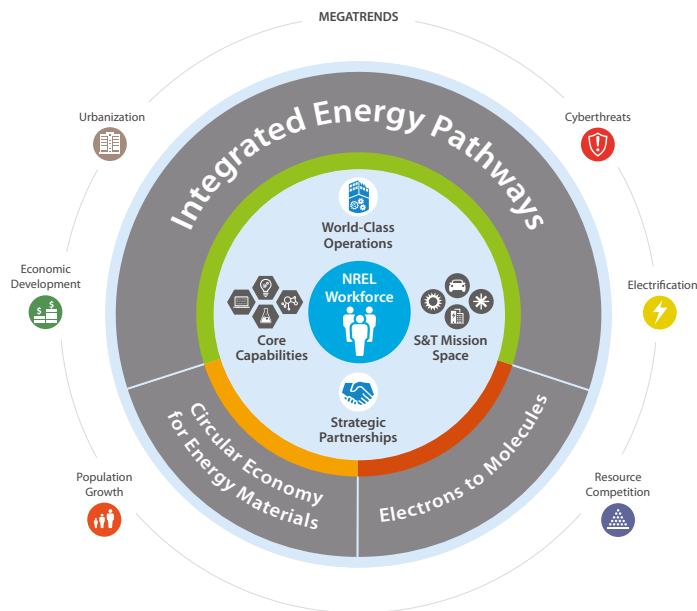 MEGATRENDS
Urbanization
Cyberthreats
Integrated Energy Pathways
World-Class
Operations
Economic
Development
$ $
Electrification
NREL
Workforce
Core
Capabilities
S&T Mission
Space
Strategic
Partnerships
Circular Economy
for Energy Materials
Electrons to Molecules
Population
Growth
Resource
Competition